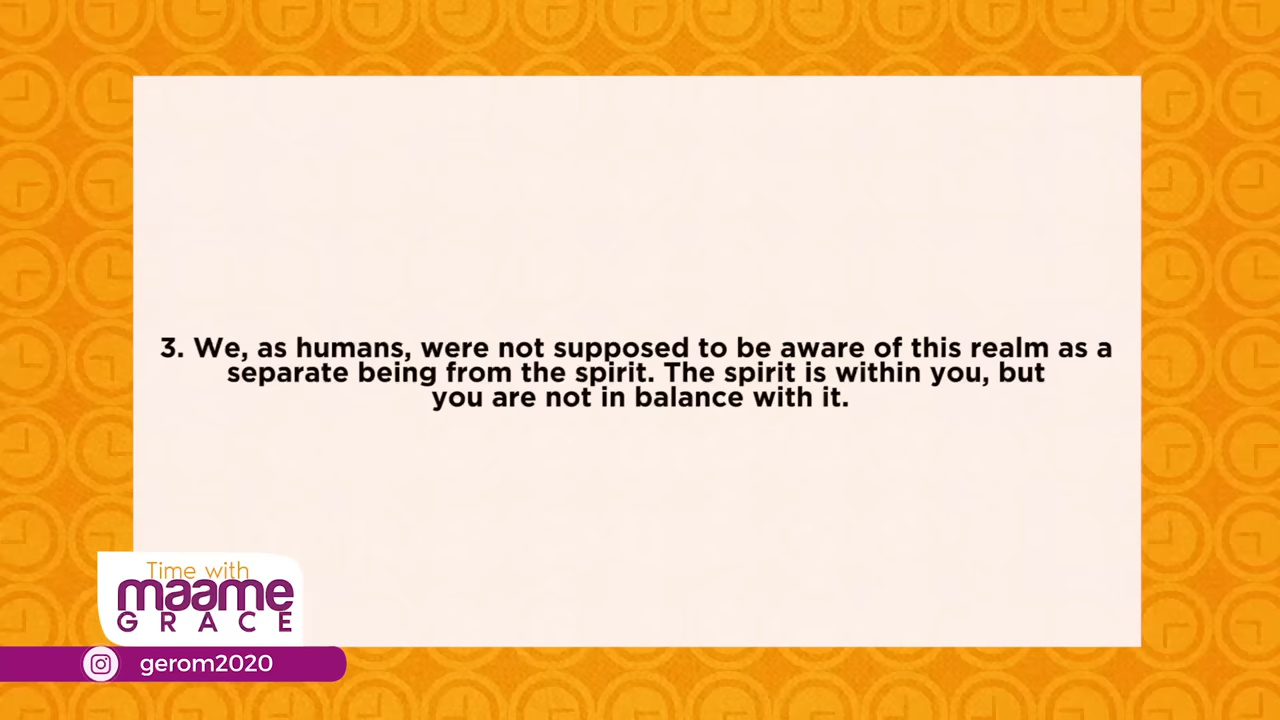 3. We, as humans, were not supposed to be aware of this realm as a
separate being from the spirit. The spirit is within you, but
you are not in balance with it.
Time with
maame
GRACE
gerom2020